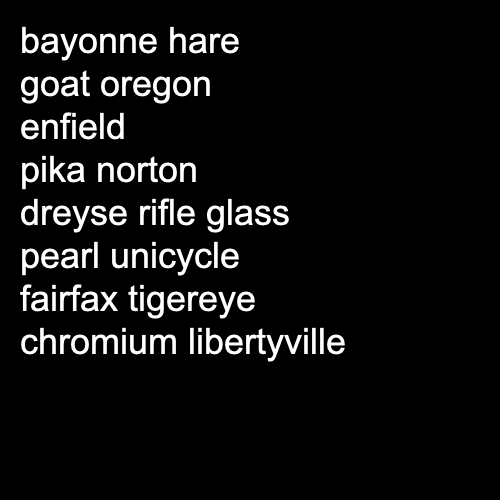 bayonne hare
goat oregon
enfield
pika norton
dreyse rifle glass
pearl unicycle
fairfax tigereye
chromium libertyville